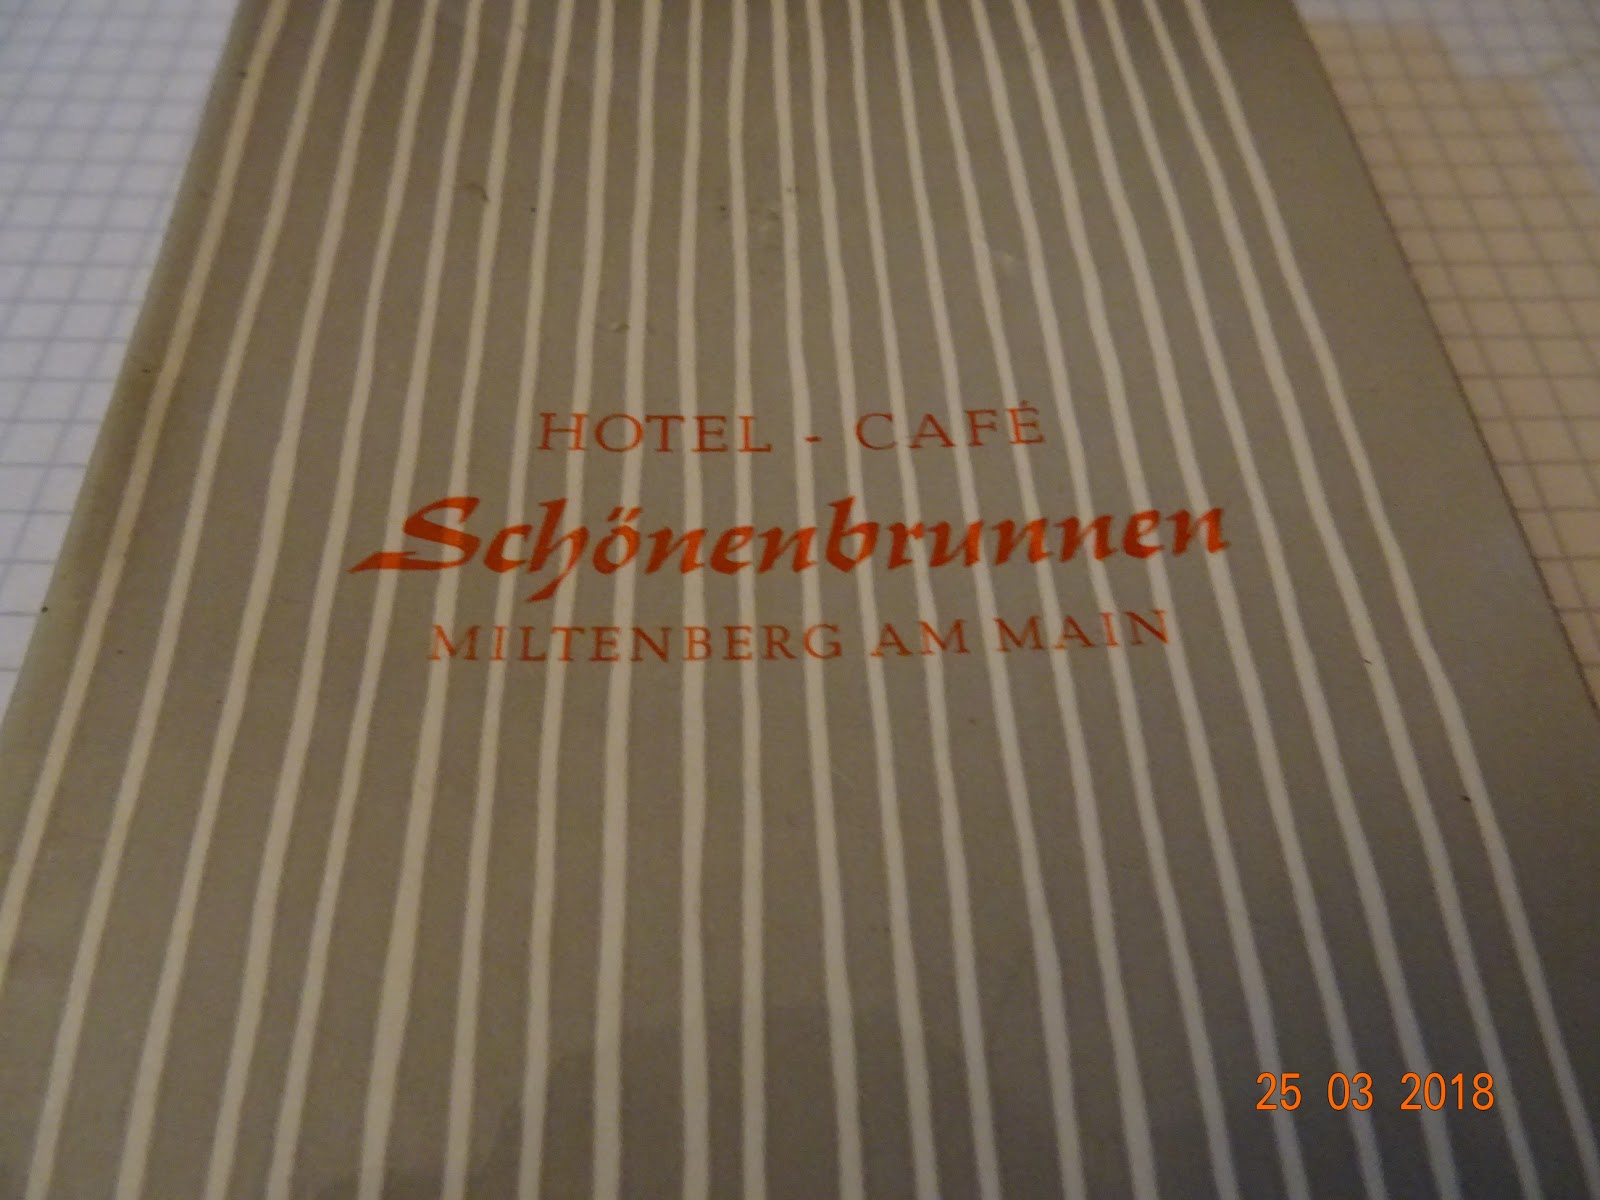 HOTEL - CAFÉ
Schönenbrunnen
MILTENBERG AM MAIN
25 03 2018